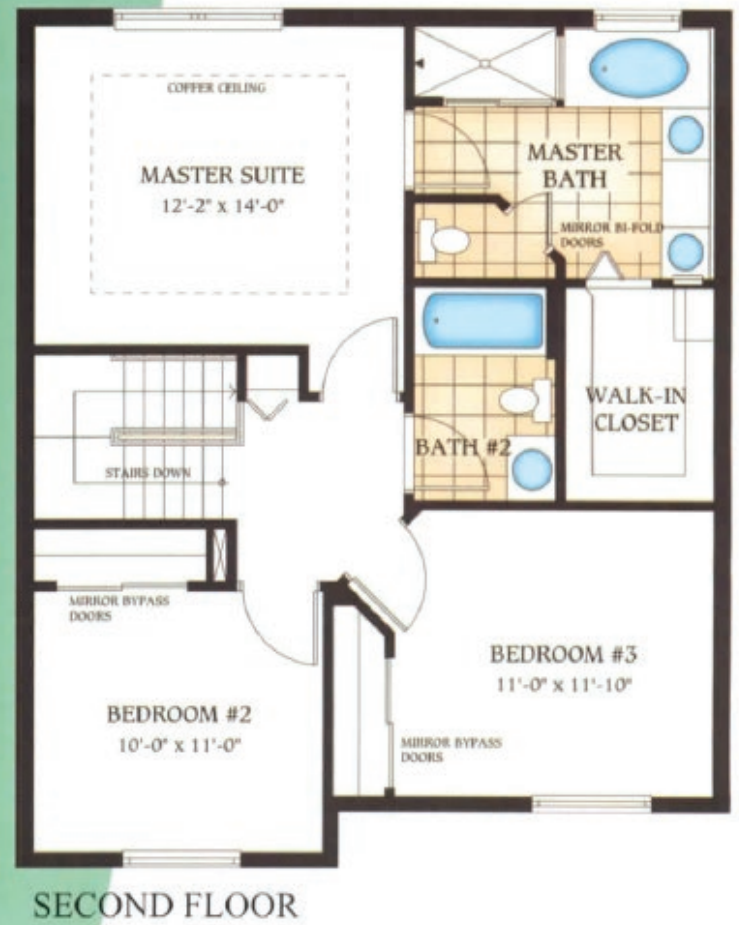 COFFER CEILING
MASTER SUITE
12'-2" x 14'-0"
MASTER
BATH
MIRROR BI-FOLD
DOORS
WALK-IN
CLOSET
BATH #2
STAIRS DOWN
MIRROR BYPASS
DOORS
BEDROOM #2
10'-0" x 11'-0"
BEDROOM #3
11'-0" x 11'-10"
MIRROR BYPASS
DOORS
SECOND FLOOR